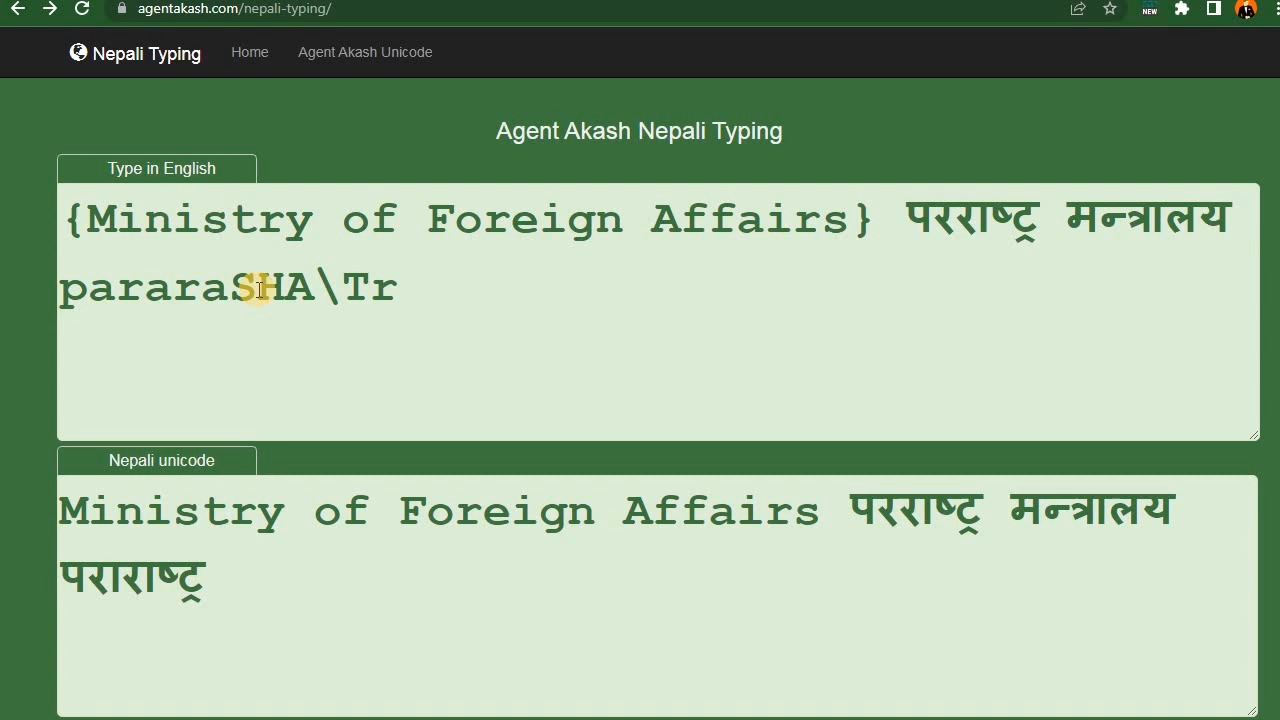 agentakash.com/nepali-typing/
NEW
Nepali Typing Home Agent Akash Unicode
Agent Akash Nepali Typing
Type in English
{Ministry of Foreign Affairs} परराष्ट्र मन्त्रालय
pararaSHA\Tr
Nepali unicode
Ministry of Foreign Affairs परराष्ट्र मन्त्रालय
पराराष्ट्र